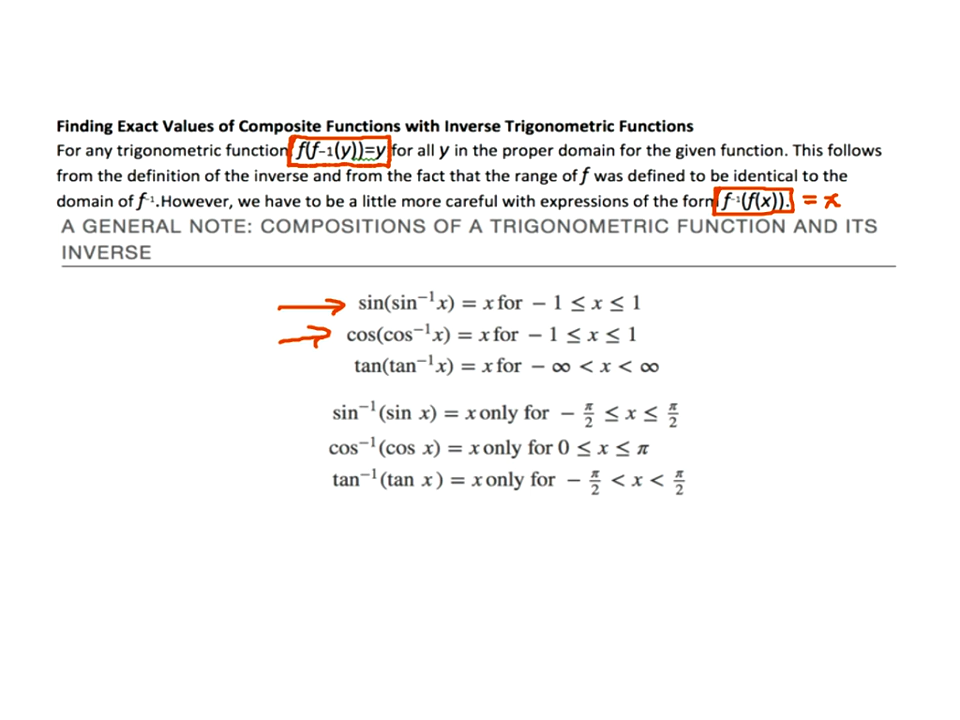 Finding Exact Values of Composite Functions with Inverse Trigonometric Functions
For any trigonometric function f(f-1(y))=y for all y in the proper domain for the given function. This follows
from the definition of the inverse and from the fact that the range of f was defined to be identical to the
domain of f⁻¹.However, we have to be a little more careful with expressions of the form f⁻¹(f(x)). = x
A GENERAL NOTE: COMPOSITIONS OF A TRIGONOMETRIC FUNCTION AND ITS
INVERSE
sin(sin⁻¹x) = x for − 1 ≤ x ≤ 1
cos(cos⁻¹x) = x for − 1 ≤ x ≤ 1
tan(tan⁻¹x) = x for − ∞ < x < ∞
sin⁻¹(sin x) = x only for − π/2 ≤ x ≤ π/2
cos⁻¹(cos x) = x only for 0 ≤ x ≤ π
tan⁻¹(tan x) = x only for − π/2 < x < π/2